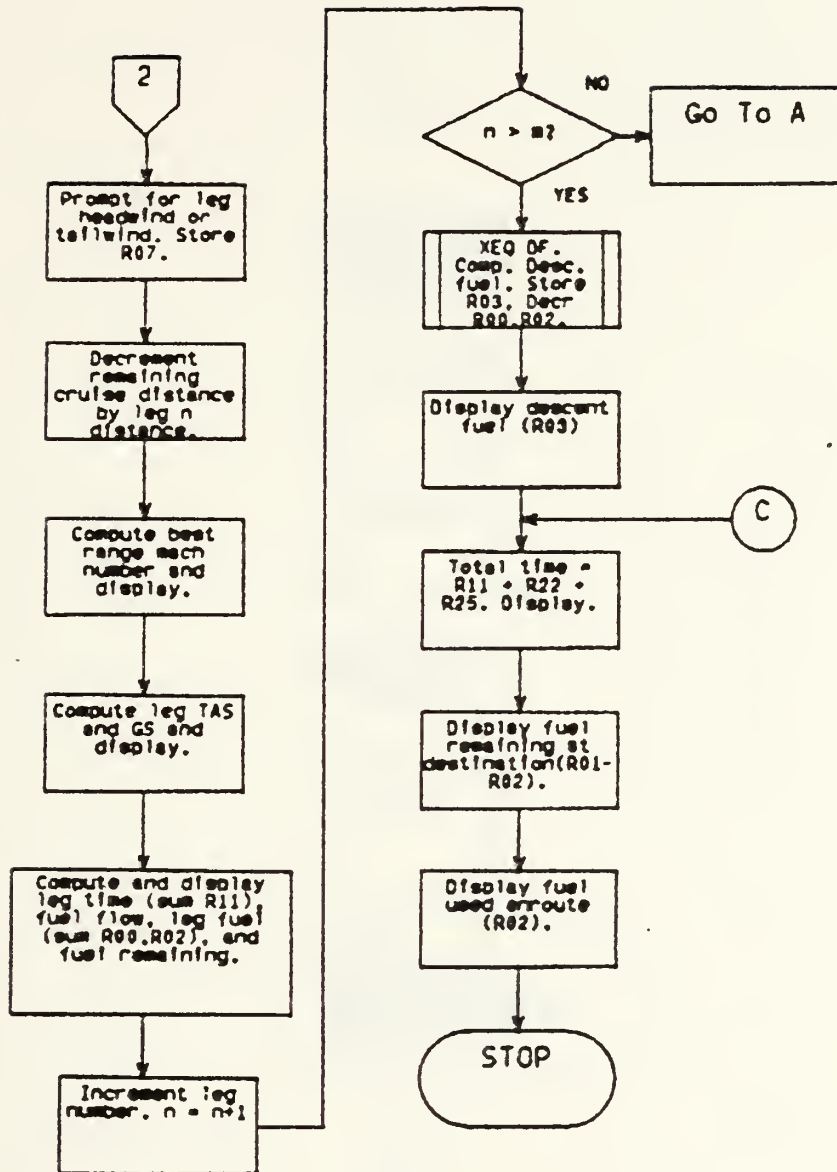 2
Prompt for leg
headwind or
tailwind. Store
R07.
Decrement
remaining
cruise distance
by leg n
distance.
Compute best
range mach
number and
display.
Compute leg TAS
and GS and
display.
Compute and display
leg time (sum R11),
fuel flow, leg fuel
(sum R00,R02), and
fuel remaining.
Increment leg
number, n = n+1
n > m?
NO
Go To A
YES
XEQ DF.
Comp. Desc.
fuel. Store
R03, Decr
R00,R02.
Display descent
fuel (R03)
C
Total time =
R11 + R22 +
R25. Display.
Display fuel
remaining at
destination(R01-
R02).
Display fuel
used enroute
(R02).
STOP